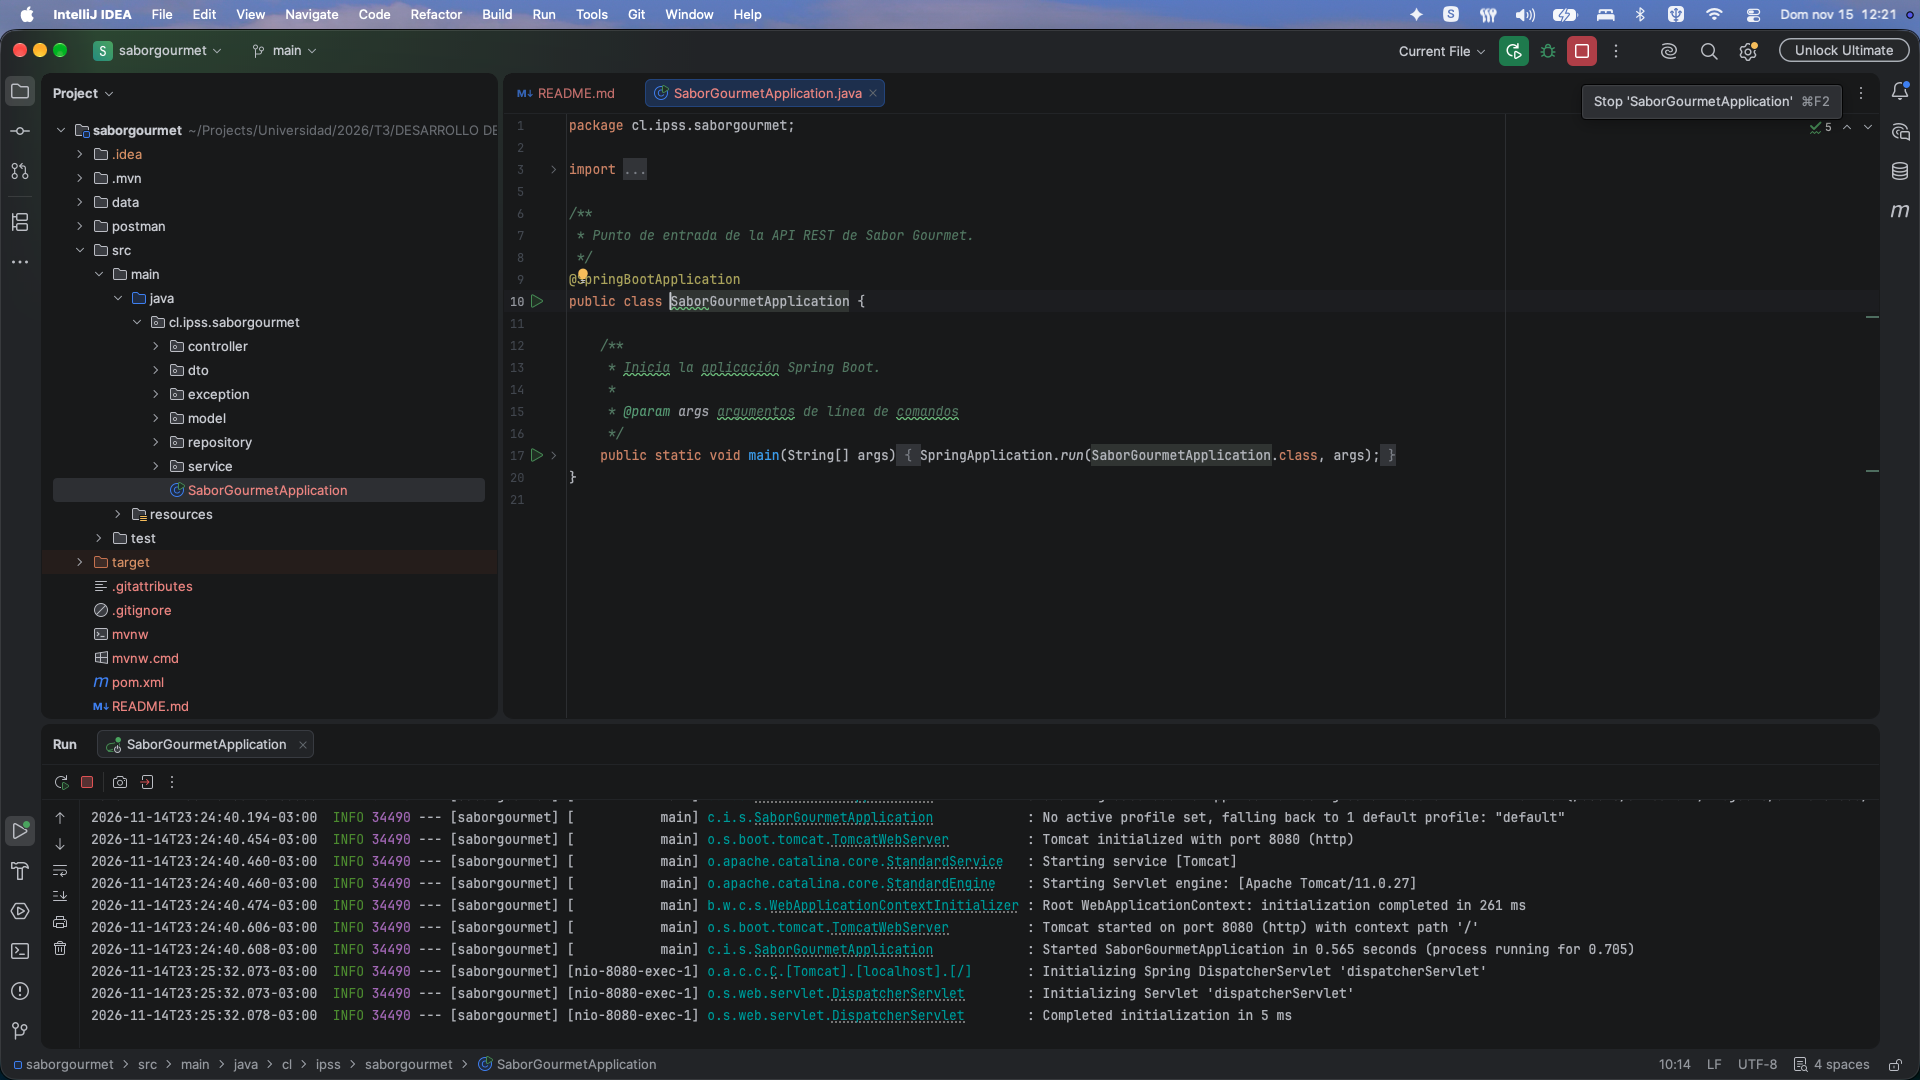 IntelliJ IDEA File Edit View Navigate Code Refactor Build Run Tools Git Window Help
Dom nov 15 12:21
S saborgourmet main
Current File
Unlock Ultimate
Project
README.md
SaborGourmetApplication.java
Stop 'SaborGourmetApplication' ⌘F2
5
saborgourmet ~/Projects/Universidad/2026/T3/DESARROLLO DE
.idea
.mvn
data
postman
src
main
java
cl.ipss.saborgourmet
controller
dto
exception
model
repository
service
SaborGourmetApplication
resources
test
target
.gitattributes
.gitignore
mvnw
mvnw.cmd
pom.xml
README.md
1 package cl.ipss.saborgourmet;
2
3 import ...
5
6 /**
7 * Punto de entrada de la API REST de Sabor Gourmet.
8 */
9 @SpringBootApplication
10 public class SaborGourmetApplication {
11
12 /**
13 * Inicia la aplicación Spring Boot.
14 *
15 * @param args argumentos de línea de comandos
16 */
17 public static void main(String[] args) { SpringApplication.run(SaborGourmetApplication.class, args); }
20 }
21
Run SaborGourmetApplication
2026-11-14T23:24:40.194-03:00 INFO 34490 --- [saborgourmet] [ main] c.i.s.SaborGourmetApplication : No active profile set, falling back to 1 default profile: "default"
2026-11-14T23:24:40.454-03:00 INFO 34490 --- [saborgourmet] [ main] o.s.boot.tomcat.TomcatWebServer : Tomcat initialized with port 8080 (http)
2026-11-14T23:24:40.460-03:00 INFO 34490 --- [saborgourmet] [ main] o.apache.catalina.core.StandardService : Starting service [Tomcat]
2026-11-14T23:24:40.460-03:00 INFO 34490 --- [saborgourmet] [ main] o.apache.catalina.core.StandardEngine : Starting Servlet engine: [Apache Tomcat/11.0.27]
2026-11-14T23:24:40.474-03:00 INFO 34490 --- [saborgourmet] [ main] b.w.c.s.WebApplicationContextInitializer : Root WebApplicationContext: initialization completed in 261 ms
2026-11-14T23:24:40.606-03:00 INFO 34490 --- [saborgourmet] [ main] o.s.boot.tomcat.TomcatWebServer : Tomcat started on port 8080 (http) with context path '/'
2026-11-14T23:24:40.608-03:00 INFO 34490 --- [saborgourmet] [ main] c.i.s.SaborGourmetApplication : Started SaborGourmetApplication in 0.565 seconds (process running for 0.705)
2026-11-14T23:25:32.073-03:00 INFO 34490 --- [saborgourmet] [nio-8080-exec-1] o.a.c.c.C.[Tomcat].[localhost].[/] : Initializing Spring DispatcherServlet 'dispatcherServlet'
2026-11-14T23:25:32.073-03:00 INFO 34490 --- [saborgourmet] [nio-8080-exec-1] o.s.web.servlet.DispatcherServlet : Initializing Servlet 'dispatcherServlet'
2026-11-14T23:25:32.078-03:00 INFO 34490 --- [saborgourmet] [nio-8080-exec-1] o.s.web.servlet.DispatcherServlet : Completed initialization in 5 ms
saborgourmet > src > main > java > cl > ipss > saborgourmet > SaborGourmetApplication
10:14 LF UTF-8 4 spaces